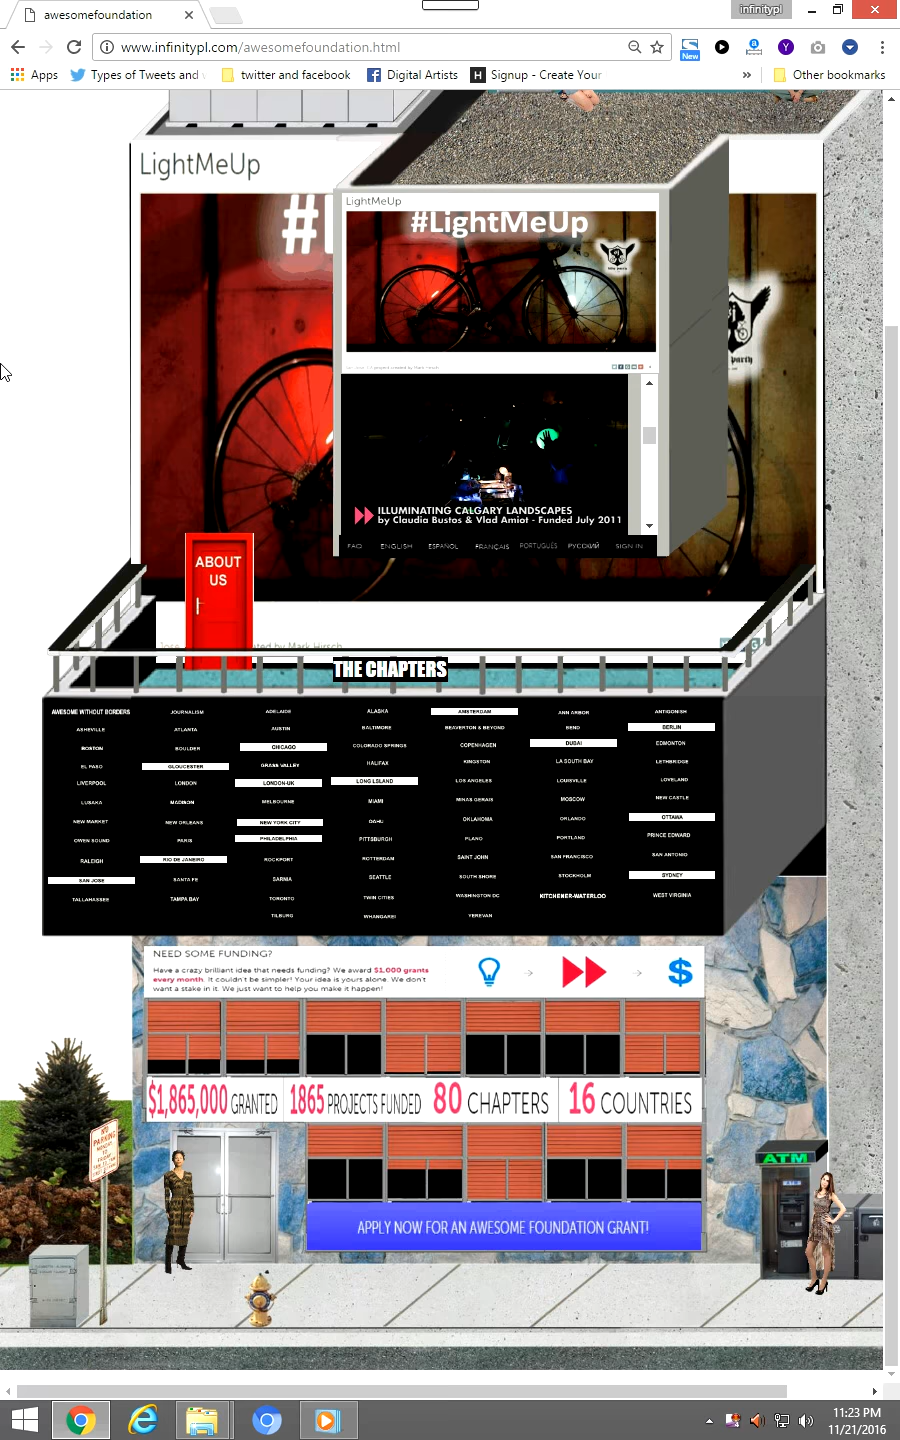 awesomefoundation
infinitypl
www.infinitypl.com/awesomefoundation.html
New
Apps
Types of Tweets and
twitter and facebook
Digital Artists
Signup - Create Your
Other bookmarks
LightMeUp
LightMeUp
#LightMeUp
ILLUMINATING CALGARY LANDSCAPES
by Claudia Bustos & Vlad Amiot - Funded July 2011
FAQ ENGLISH ESPAÑOL FRANÇAIS PORTUGUÊS РУССКИЙ SIGN IN
ABOUT
US
ated by Mark Hirsch
THE CHAPTERS
AWESOME WITHOUT BORDERS JOURNALISM ADELAIDE ALASKA AMSTERDAM ANN ARBOR ANTIGONISH
ASHEVILLE ATLANTA AUSTIN BALTIMORE BEAVERTON & BEYOND BEND BERLIN
BOSTON BOULDER CHICAGO COLORADO SPRINGS COPENHAGEN DUBAI EDMONTON
EL PASO GLOUCESTER GRASS VALLEY HALIFAX KINGSTON LA SOUTH BAY LETHBRIDGE
LIVERPOOL LONDON LONDON-UK LONG LSLAND LOS ANGELES LOUISVILLE LOVELAND
LUSAKA MADISON MELBOURNE MIAMI MINAS GERAIS MOSCOW NEW CASTLE
NEW MARKET NEW ORLEANS NEW YORK CITY OAHU OKLAHOMA ORLANDO OTTAWA
OWEN SOUND PARIS PHILADELPHIA PITTSBURGH PLANO PORTLAND PRINCE EDWARD
RALEIGH RIO DE JANEIRO ROCKPORT ROTTERDAM SAINT JOHN SAN FRANCISCO SAN ANTONIO
SAN JOSE SANTA FE SARNIA SEATTLE SOUTH SHORE STOCKHOLM SYDNEY
TALLAHASSEE TAMPA BAY TORONTO TWIN CITIES WASHINGTON DC KITCHENER-WATERLOO WEST VIRGINIA
TILBURG WHANGAREI YEREVAN
NEED SOME FUNDING?
Have a crazy brilliant idea that needs funding? We award $1,000 grants
every month. It couldn't be simpler! Your idea is yours alone. We don't
want a stake in it. We just want to help you make it happen!
$
$1,865,000 GRANTED 1865 PROJECTS FUNDED 80 CHAPTERS 16 COUNTRIES
NO
PARKING
MONDAY
ATM
APPLY NOW FOR AN AWESOME FOUNDATION GRANT!
11:23 PM
11/21/2016